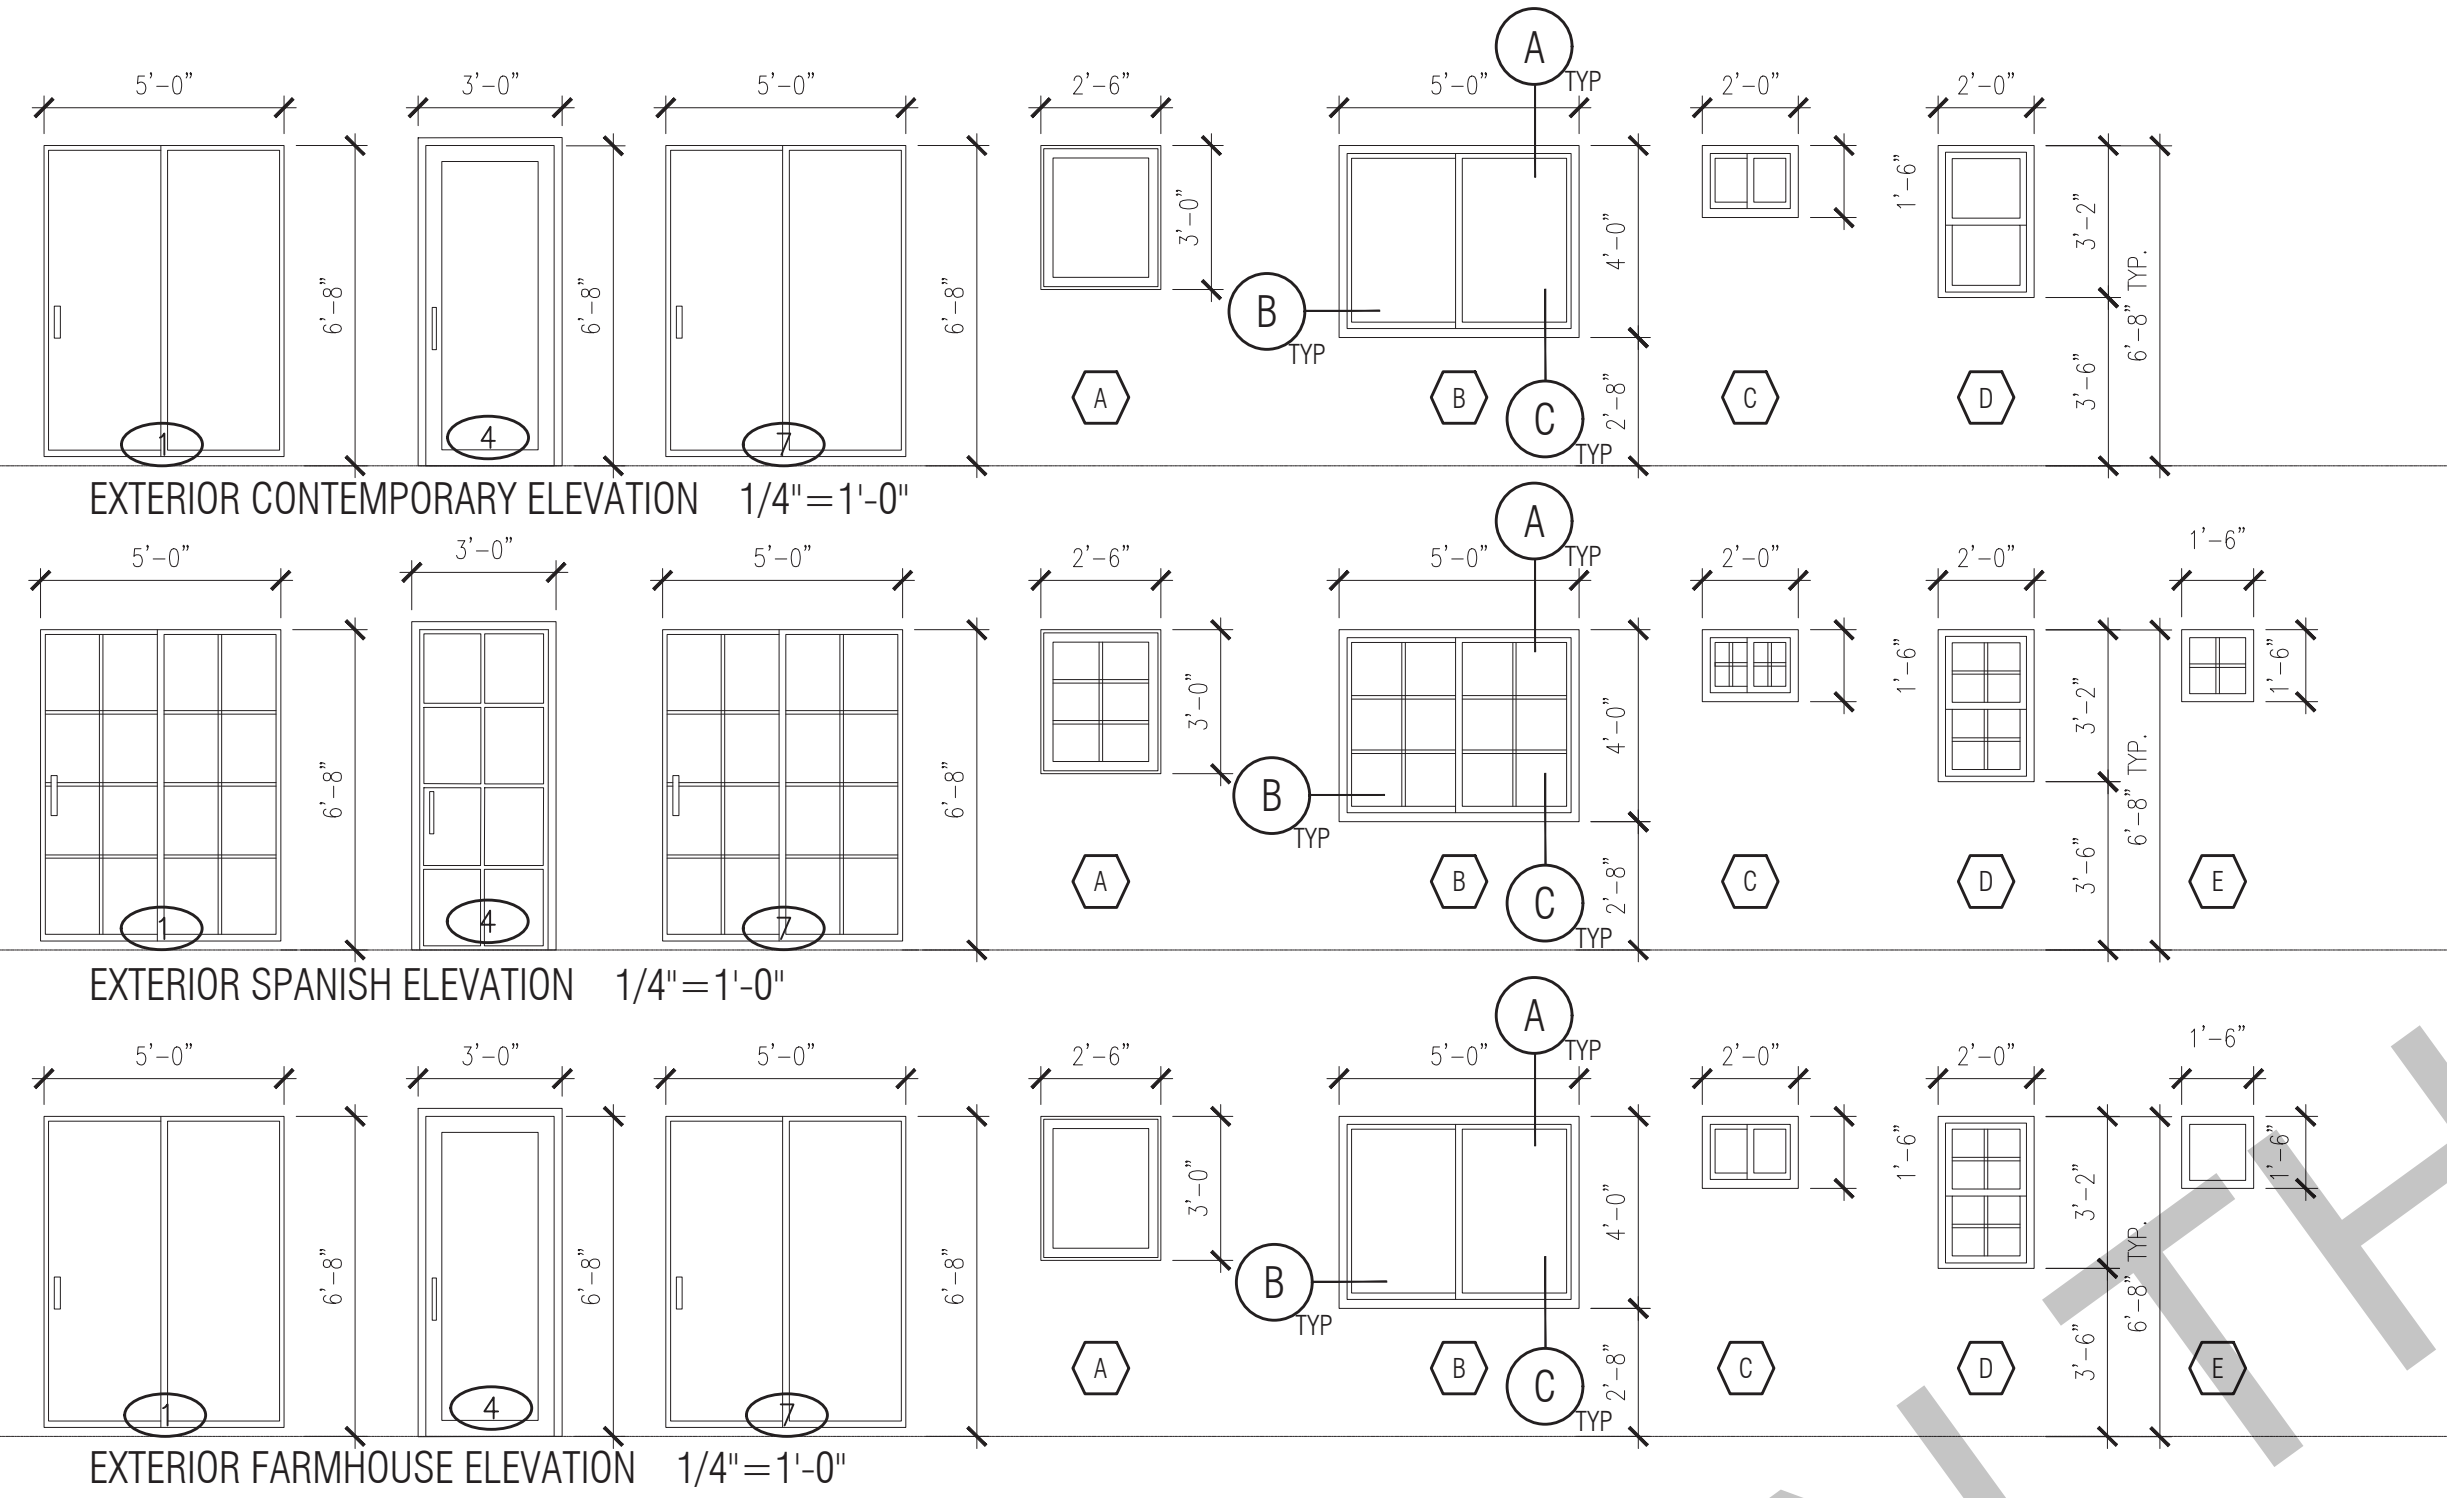 A
TYP
5'-0"
3'-0"
5'-0"
2'-6"
5'-0"
2'-0"
2'-0"
6'-8"
6'-8"
6'-8"
3'-0"
4'-0"
1'-6"
3'-2"
6'-8" TYP.
B
TYP
2'-8"
3'-6"
1
4
7
A
B
C
TYP
C
D
EXTERIOR CONTEMPORARY ELEVATION 1/4"=1'-0"
A
TYP
5'-0"
3'-0"
5'-0"
2'-6"
5'-0"
2'-0"
2'-0"
1'-6"
6'-8"
6'-8"
3'-0"
4'-0"
1'-6"
3'-2"
6'-8" TYP.
1'-6"
B
TYP
2'-8"
3'-6"
1
4
7
A
B
C
TYP
C
D
E
EXTERIOR SPANISH ELEVATION 1/4"=1'-0"
A
TYP
5'-0"
3'-0"
5'-0"
2'-6"
5'-0"
2'-0"
2'-0"
1'-6"
6'-8"
6'-8"
6'-8"
3'-0"
4'-0"
1'-6"
3'-2"
6'-8" TYP.
1'-6"
B
TYP
2'-8"
3'-6"
1
4
7
A
B
C
TYP
C
D
E
EXTERIOR FARMHOUSE ELEVATION 1/4"=1'-0"